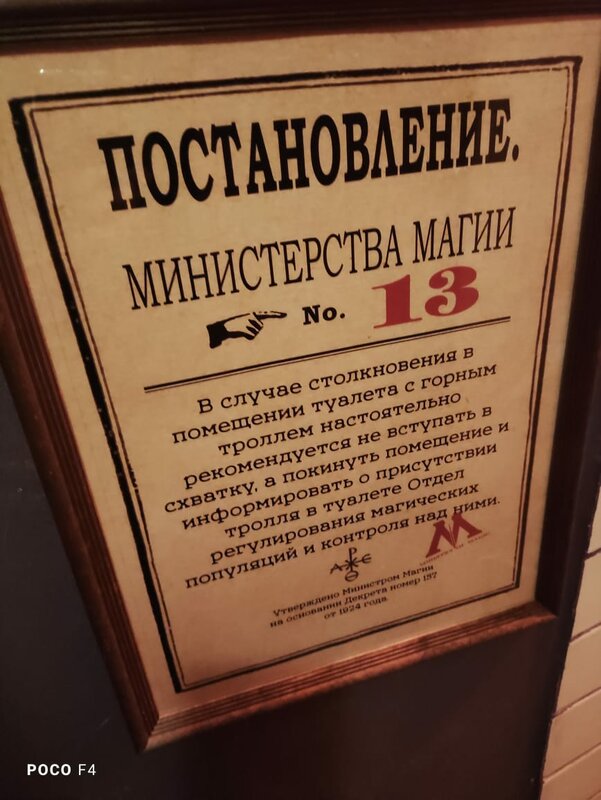 ПОСТАНОВЛЕНИЕ.
МИНИСТЕРСТВА МАГИИ
No. 13
В случае столкновения в
помещении туалета с горным
троллем настоятельно
рекомендуется не вступать в
схватку, а покинуть помещение и
информировать о присутствии
тролля в туалете Отдел
регулирования магических
популяций и контроля над ними.
Утверждено Министром Магии
на основании Декрета номер 157
от 1924 года.
POCO F4